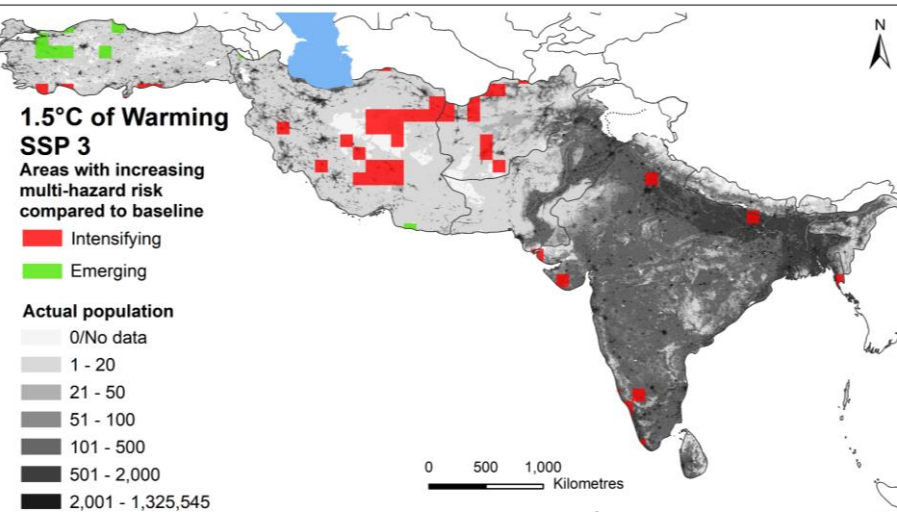 N
1.5°C of Warming
SSP 3
Areas with increasing
multi-hazard risk
compared to baseline
Intensifying
Emerging
Actual population
0/No data
1 - 20
21 - 50
51 - 100
101 - 500
501 - 2,000
2,001 - 1,325,545
0 500 1,000
Kilometres